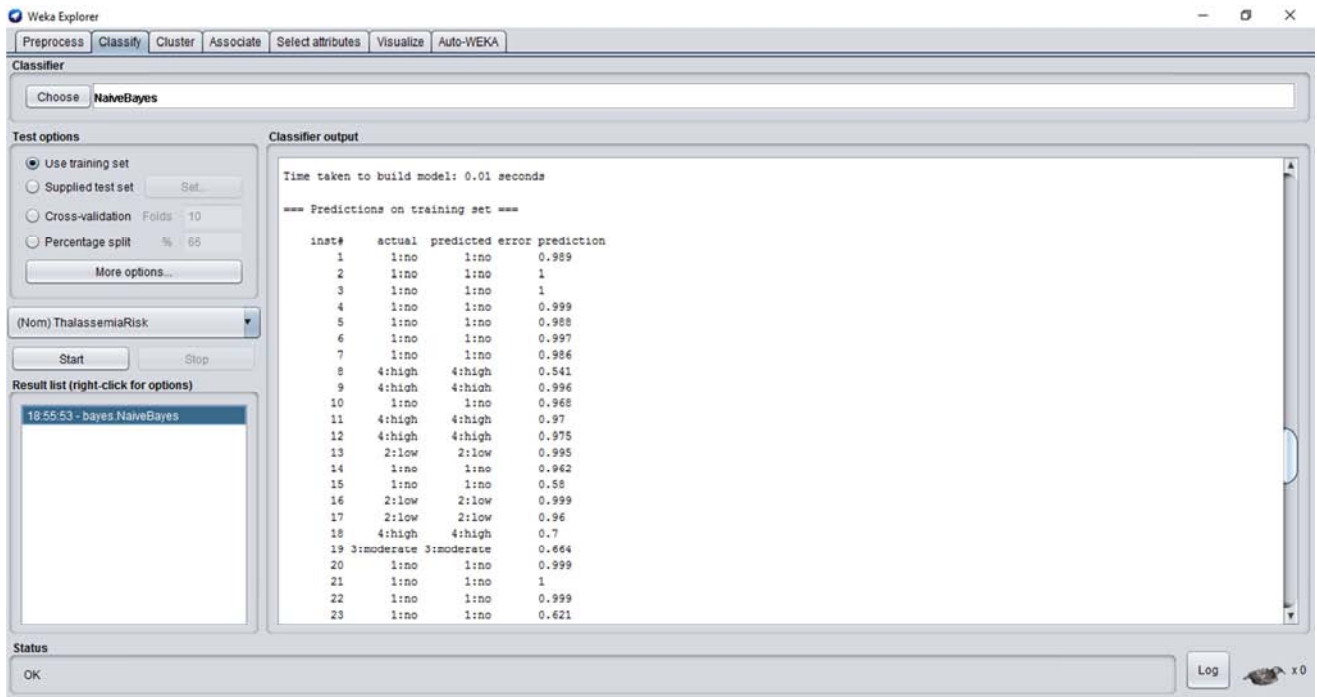 Weka Explorer
Preprocess Classify Cluster Associate Select attributes Visualize Auto-WEKA
Classifier
Choose NaiveBayes
Test options
Use training set
Supplied test set Set...
Cross-validation Folds 10
Percentage split % 66
More options...
(Nom) ThalassemiaRisk
Start Stop
Result list (right-click for options)
18:55:53 - bayes.NaiveBayes
Classifier output
Time taken to build model: 0.01 seconds
=== Predictions on training set ===
inst# actual predicted error prediction
1 1:no 1:no 0.989
2 1:no 1:no 1
3 1:no 1:no 1
4 1:no 1:no 0.999
5 1:no 1:no 0.988
6 1:no 1:no 0.997
7 1:no 1:no 0.986
8 4:high 4:high 0.541
9 4:high 4:high 0.996
10 1:no 1:no 0.968
11 4:high 4:high 0.97
12 4:high 4:high 0.975
13 2:low 2:low 0.995
14 1:no 1:no 0.962
15 1:no 1:no 0.58
16 2:low 2:low 0.999
17 2:low 2:low 0.96
18 4:high 4:high 0.7
19 3:moderate 3:moderate 0.664
20 1:no 1:no 0.999
21 1:no 1:no 1
22 1:no 1:no 0.999
23 1:no 1:no 0.621
Status
OK
Log x 0